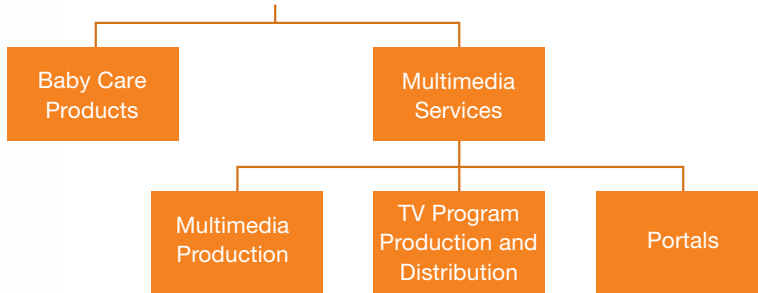 Baby Care
Products
Multimedia
Services
Multimedia
Production
TV Program
Production and
Distribution
Portals